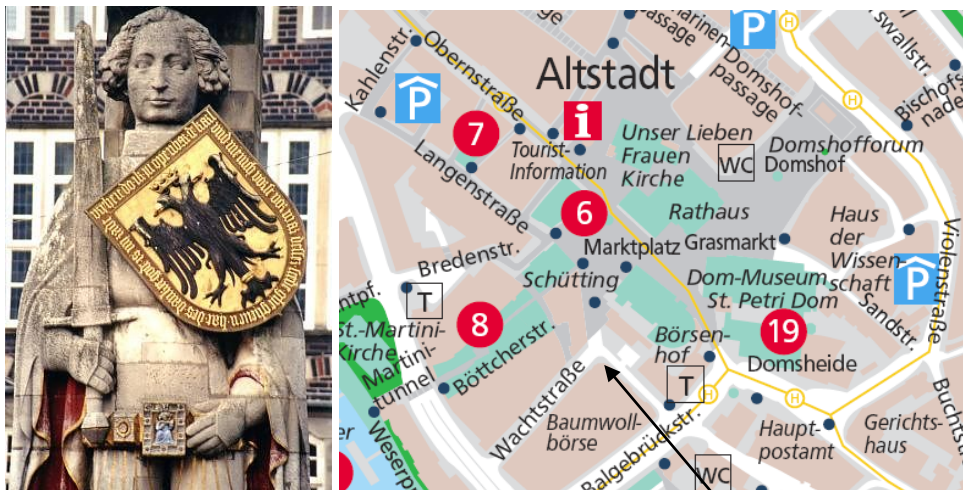 Kahlenstr.
Obernstraße
passage
Marien-Domshof-
passage
P
H
Altstadt
P
7
i
Tourist-
Information
Unser Lieben
Frauen
Kirche
WC
Domshofforum
Domshof
Bischofs-
Langenstraße
6
Rathaus
Marktplatz
Grasmarkt
Haus
der
Wissen-
schaft
P
Violenstraße
Bredenstr.
Schütting
Dom-Museum
St. Petri Dom
Sandstr.
T
St.-Martini-
Kirche
8
19
Domsheide
Martini-
tunnel
Böttcherstr.
Börsen-
hof
T
H
H
Wachtstraße
Baumwoll-
börse
Balgebrückstr.
Haupt-
postamt
Gerichts-
haus
WC